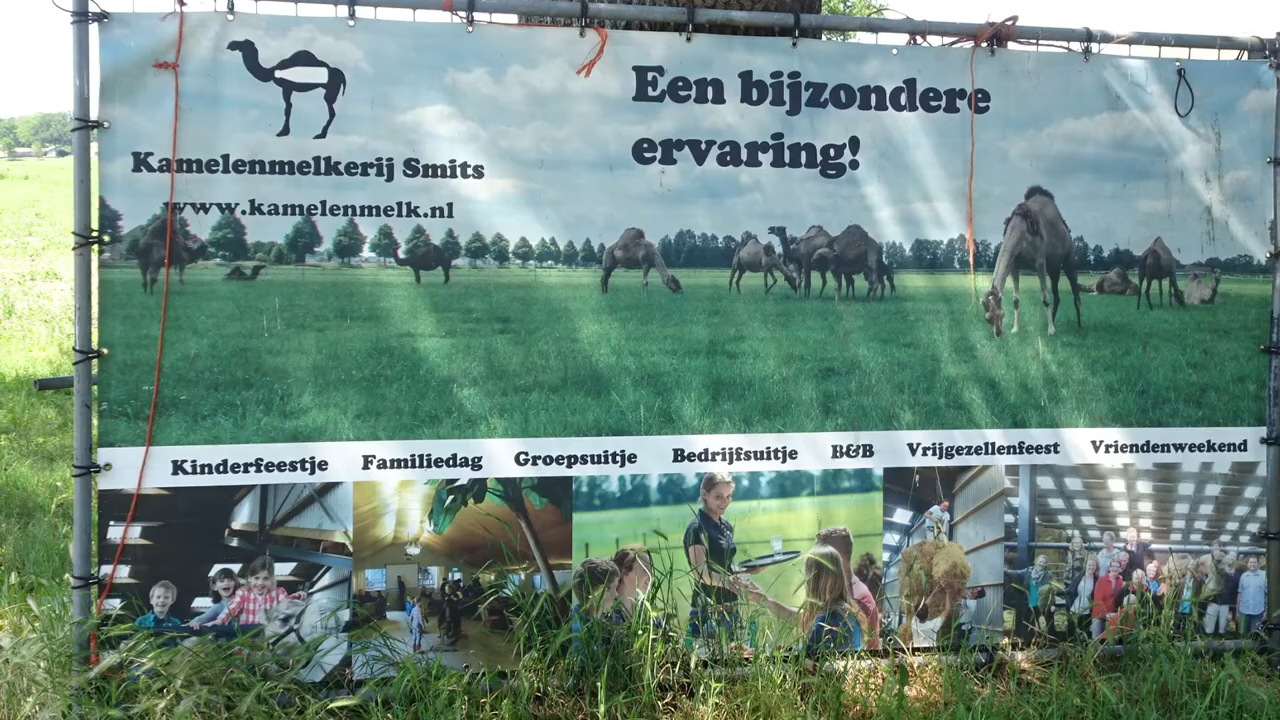 Een bijzondere
ervaring!
Kamelenmelkerij Smits
www.kamelenmelk.nl
Kinderfeestje Familiedag Groepsuitje Bedrijfsuitje B&B Vrijgezellenfeest Vriendenweekend